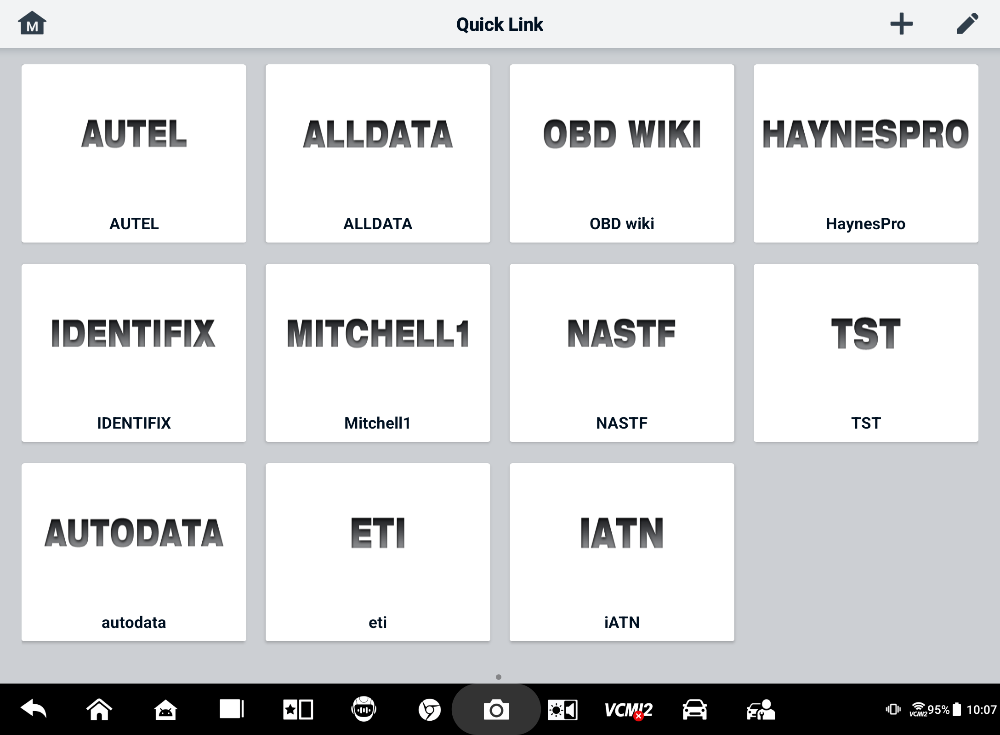 M
Quick Link
AUTEL
ALLDATA
OBD WIKI
HAYNESPRO
AUTEL
ALLDATA
OBD wiki
HaynesPro
IDENTIFIX
MITCHELL1
NASTF
TST
IDENTIFIX
Mitchell1
NASTF
TST
AUTODATA
ETI
IATN
autodata
eti
iATN
VCMI2
VCMI2
95%
10:07